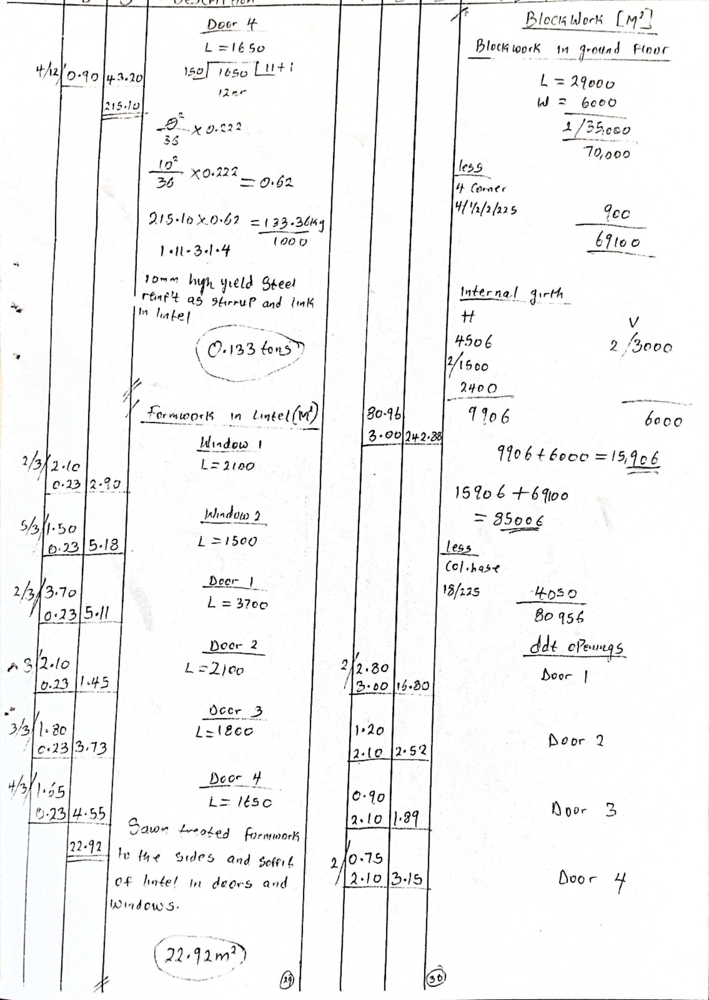 Description
Door 4
L = 1650
4/12/ 0.90 43.20
150 1650 11+1
12nr
215.10
Ø²/36 × 0.222
10²/36 × 0.222 = 0.62
215.10 × 0.62 = 133.36kg
1000
1.11.3.1.4
10mm high yield Steel
reinf't as stirrup and link
in lintel
0.133 tons
Formwork in Lintel (M²)
Window 1
L = 2100
2/3/ 2.10
0.23 2.90
Window 2
L = 1500
5/3/ 1.50
0.23 5.18
Door 1
L = 3700
2/3/ 3.70
0.23 5.11
Door 2
L = 2100
3/ 2.10
0.23 1.45
Door 3
L = 1800
3/3/ 1.80
0.23 3.73
Door 4
L = 1650
4/3/ 1.65
0.23 4.55
22.92
Sawn treated formwork
to the sides and soffit
of lintel in doors and
windows.
22.92m²
29
BlockWork [M²]
Blockwork in ground Floor
L = 29000
W = 6000
2/35,000
70,000
less
4 Corner
4/1/2/2/225 900
69100
Internal girth
H V
4506 2/3000
2/1500
2400
9906 6000
80.96
3.00 242.88
9906 + 6000 = 15,906
15906 + 69100
= 85006
less
Col.base
18/225 4050
80956
ddt openings
2/ 2.80 Door 1
3.00 16.80
1.20
2.10 2.52 Door 2
0.90
2.10 1.89 Door 3
2/ 0.75
2.10 3.15 Door 4
30